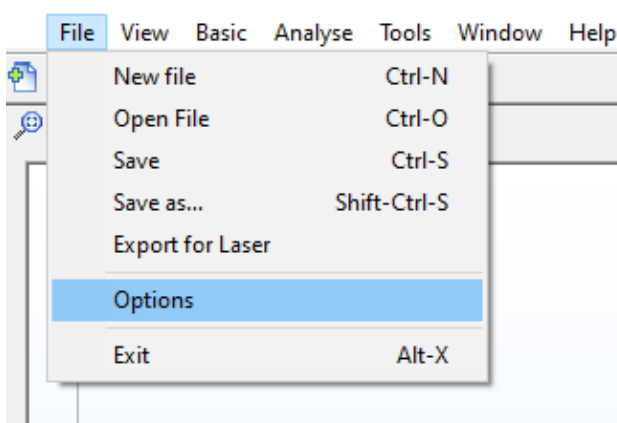 File View Basic Analyse Tools Window Help
New file Ctrl-N
Open File Ctrl-O
Save Ctrl-S
Save as... Shift-Ctrl-S
Export for Laser
Options
Exit Alt-X